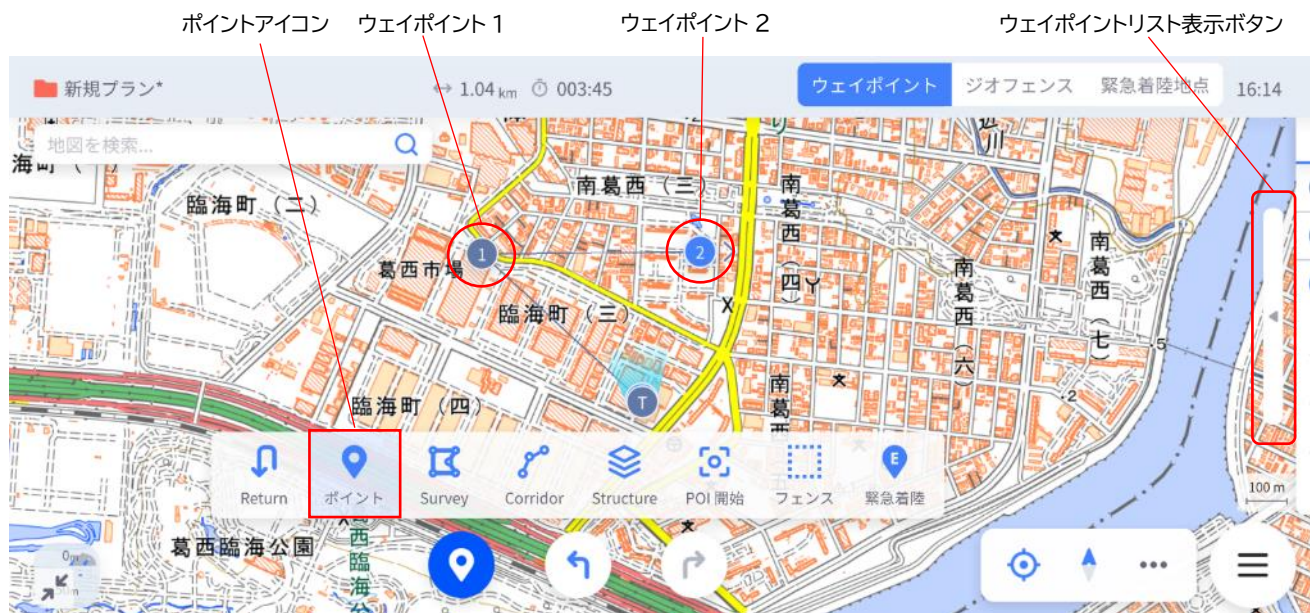 ポイントアイコン ウェイポイント 1 ウェイポイント 2 ウェイポイントリスト表示ボタン
新規プラン* 1.04 km 003:45 ウェイポイント ジオフェンス 緊急着陸地点 16:14
地図を検索...
臨海町（二）
南葛西（三）
南葛西（四）
南葛西（七）
南葛西（六）
1
2
葛西市場
臨海町（三）
T
臨海町（四）
5
2
Return ポイント Survey Corridor Structure POI 開始 フェンス E 緊急着陸
100 m
葛西臨海公園